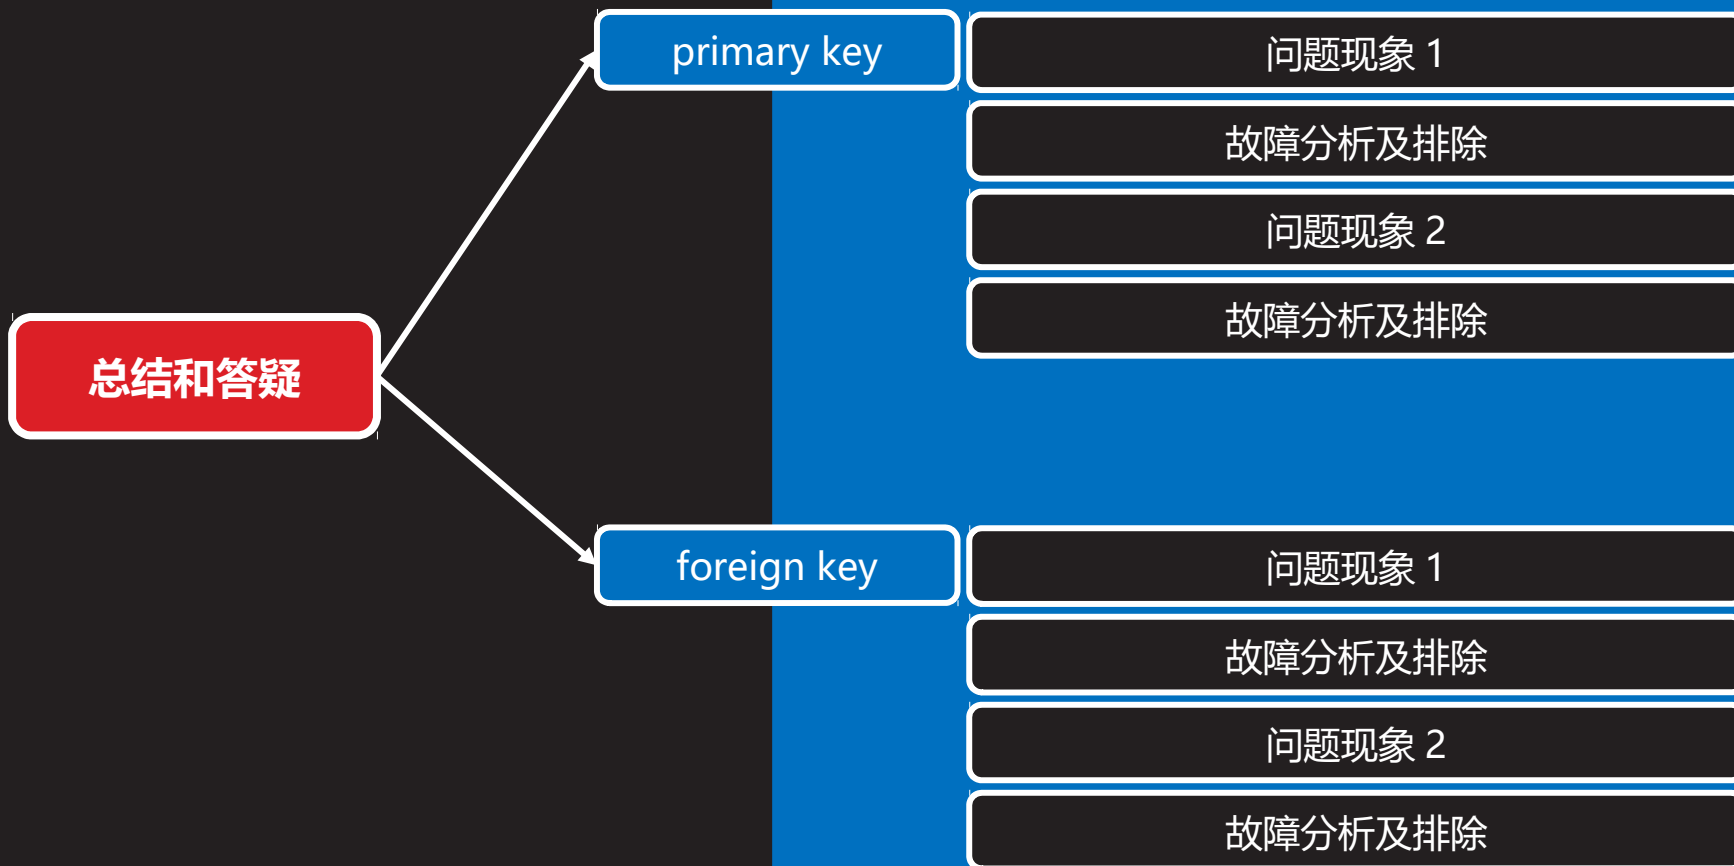 总结和答疑
primary key
问题现象 1
故障分析及排除
问题现象 2
故障分析及排除
foreign key
问题现象 1
故障分析及排除
问题现象 2
故障分析及排除